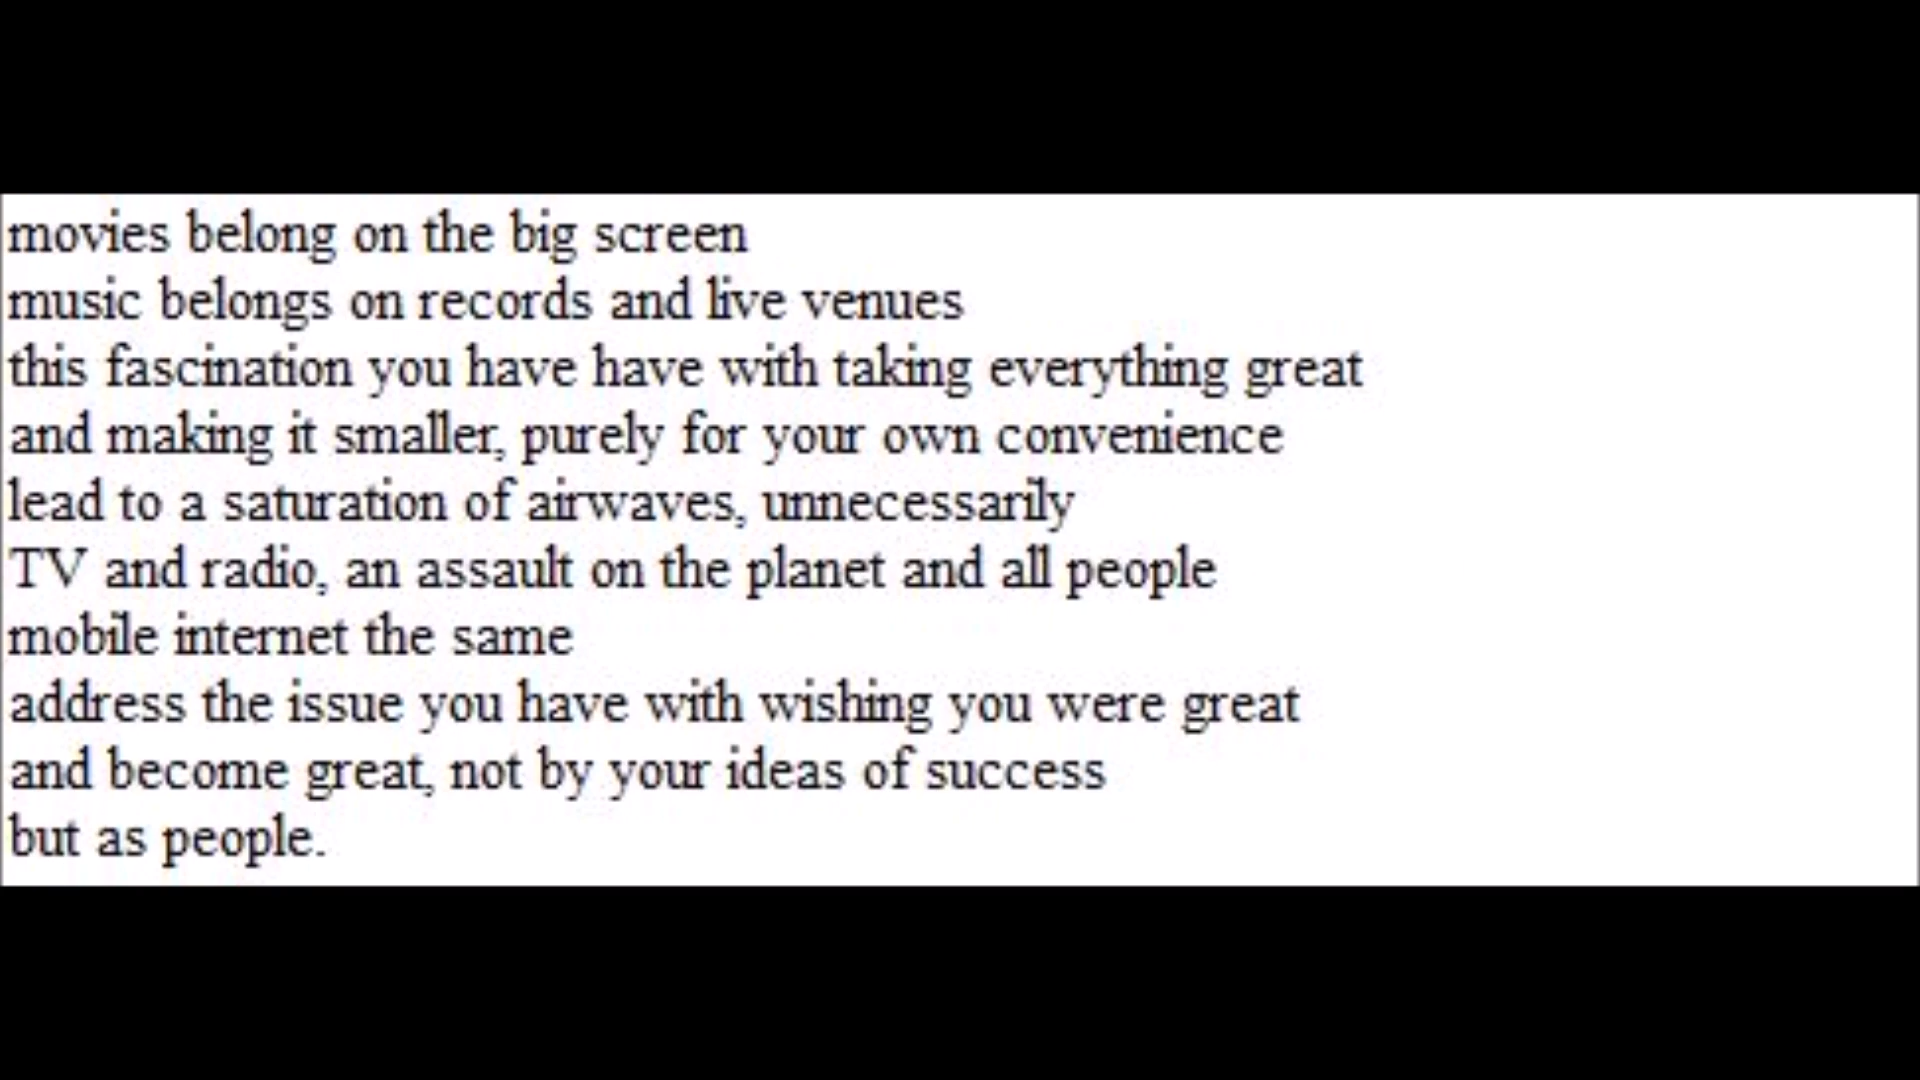 movies belong on the big screen
music belongs on records and live venues
this fascination you have have with taking everything great
and making it smaller, purely for your own convenience
lead to a saturation of airwaves, unnecessarily
TV and radio, an assault on the planet and all people
mobile internet the same
address the issue you have with wishing you were great
and become great, not by your ideas of success
but as people.